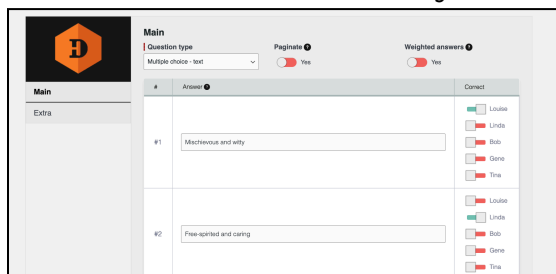 Main
Question type
Paginate
Weighted answers
Multiple choice - text
Yes
Yes
Main
Extra
#
Answer
Correct
#1
Mischievous and witty
Louise
Linda
Bob
Gene
Tina
#2
Free-spirited and caring
Louise
Linda
Bob
Gene
Tina